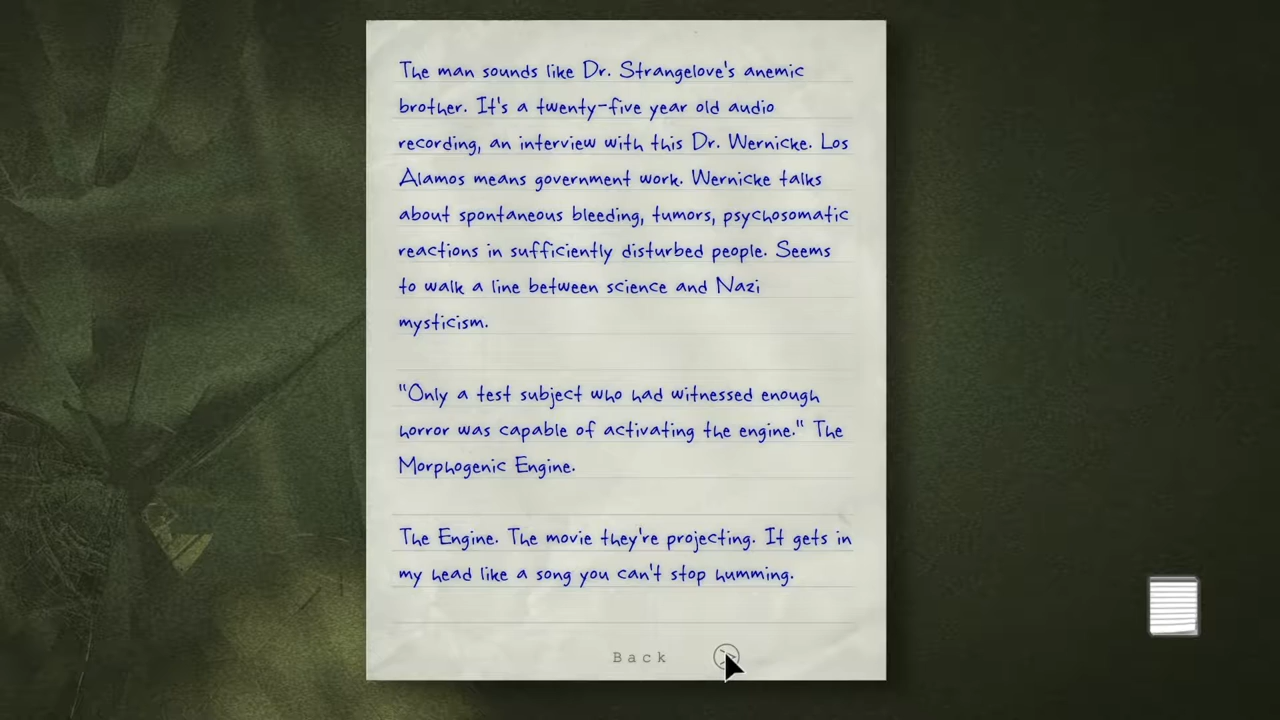 The man sounds like Dr. Strangelove's anemic
brother. It's a twenty-five year old audio
recording, an interview with this Dr. Wernicke. Los
Alamos means government work. Wernicke talks
about spontaneous bleeding, tumors, psychosomatic
reactions in sufficiently disturbed people. Seems
to walk a line between science and Nazi
mysticism.
"Only a test subject who had witnessed enough
horror was capable of activating the engine." The
Morphogenic Engine.
The Engine. The movie they're projecting. It gets in
my head like a song you can't stop humming.
Back